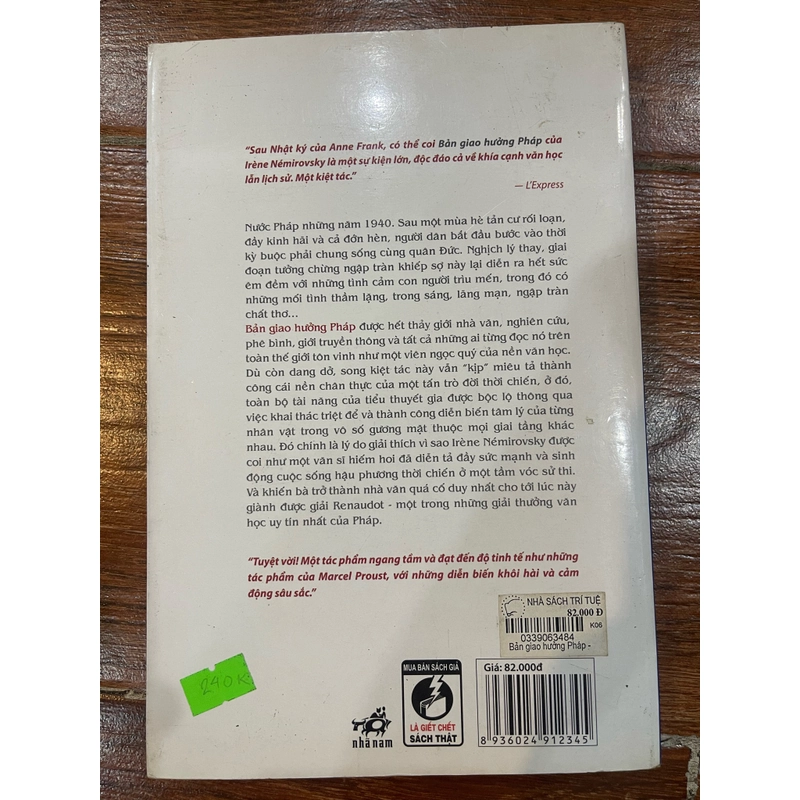 “Sau Nhật ký của Anne Frank, có thể coi Bản giao hưởng Pháp của
Irène Némirovsky là một sự kiện lớn, độc đáo cả về khía cạnh văn học
lẫn lịch sử. Một kiệt tác.”
— L’Express
Nước Pháp những năm 1940. Sau một mùa hè tản cư rối loạn,
đầy kinh hãi và cả đớn hèn, người dân bắt đầu bước vào thời
kỳ buộc phải chung sống cùng quân Đức. Nghịch lý thay, giai
đoạn tưởng chừng ngập tràn khiếp sợ này lại diễn ra hết sức
êm đềm với những tình cảm con người trìu mến, trong đó có
những mối tình thầm lặng, trong sáng, lãng mạn, ngập tràn
chất thơ...
Bản giao hưởng Pháp được hết thảy giới nhà văn, nghiên cứu,
phê bình, giới truyền thông và tất cả những ai từng đọc nó trên
toàn thế giới tôn vinh như một viên ngọc quý của nền văn học.
Dù còn dang dở, song kiệt tác này vẫn “kịp” miêu tả thành
công cái nền chân thực của một tấn trò đời thời chiến, ở đó,
toàn bộ tài năng của tiểu thuyết gia được bộc lộ thông qua
việc khai thác triệt để và thành công diễn biến tâm lý của từng
nhân vật trong vô số gương mặt thuộc mọi giai tầng khác
nhau. Đó chính là lý do giải thích vì sao Irène Némirovsky được
coi như một văn sĩ hiếm hoi đã diễn tả đầy sức mạnh và sinh
động cuộc sống hậu phương thời chiến ở một tầm vóc sử thi.
Và khiến bà trở thành nhà văn quá cố duy nhất cho tới lúc này
giành được giải Renaudot - một trong những giải thưởng văn
học uy tín nhất của Pháp.
“Tuyệt vời! Một tác phẩm ngang tầm và đạt đến độ tinh tế như những
tác phẩm của Marcel Proust, với những diễn biến khôi hài và cảm
động sâu sắc.”
NHÀ SÁCH TRÍ TUỆ
82.000 Đ
K06
0339063484
Bản giao hưởng Pháp -
240K
nhã nam
MUA BÁN SÁCH GIẢ
LÀ GIẾT CHẾT
SÁCH THẬT
Giá: 82.000đ
8 936024 912345